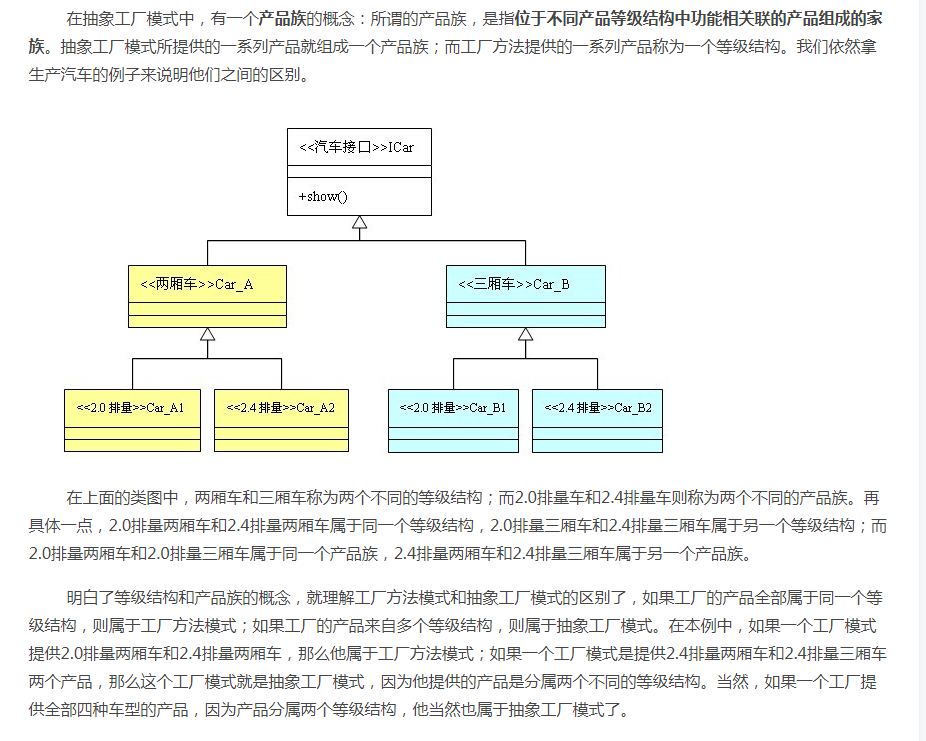 在抽象工厂模式中，有一个产品族的概念：所谓的产品族，是指位于不同产品等级结构中功能相关联的产品组成的家
族。抽象工厂模式所提供的一系列产品就组成一个产品族；而工厂方法提供的一系列产品称为一个等级结构。我们依然拿
生产汽车的例子来说明他们之间的区别。
<<汽车接口>>ICar
+show()
<<两厢车>>Car_A
<<三厢车>>Car_B
<<2.0 排量>>Car_A1
<<2.4 排量>>Car_A2
<<2.0 排量>>Car_B1
<<2.4 排量>>Car_B2
在上面的类图中，两厢车和三厢车称为两个不同的等级结构；而2.0排量车和2.4排量车则称为两个不同的产品族。再
具体一点，2.0排量两厢车和2.4排量两厢车属于同一个等级结构，2.0排量三厢车和2.4排量三厢车属于另一个等级结构；而
2.0排量两厢车和2.0排量三厢车属于同一个产品族，2.4排量两厢车和2.4排量三厢车属于另一个产品族。
明白了等级结构和产品族的概念，就理解工厂方法模式和抽象工厂模式的区别了，如果工厂的产品全部属于同一个等
级结构，则属于工厂方法模式；如果工厂的产品来自多个等级结构，则属于抽象工厂模式。在本例中，如果一个工厂模式
提供2.0排量两厢车和2.4排量两厢车，那么他属于工厂方法模式；如果一个工厂模式是提供2.4排量两厢车和2.4排量三厢车
两个产品，那么这个工厂模式就是抽象工厂模式，因为他提供的产品是分属两个不同的等级结构。当然，如果一个工厂提
供全部四种车型的产品，因为产品分属两个等级结构，他当然也属于抽象工厂模式了。